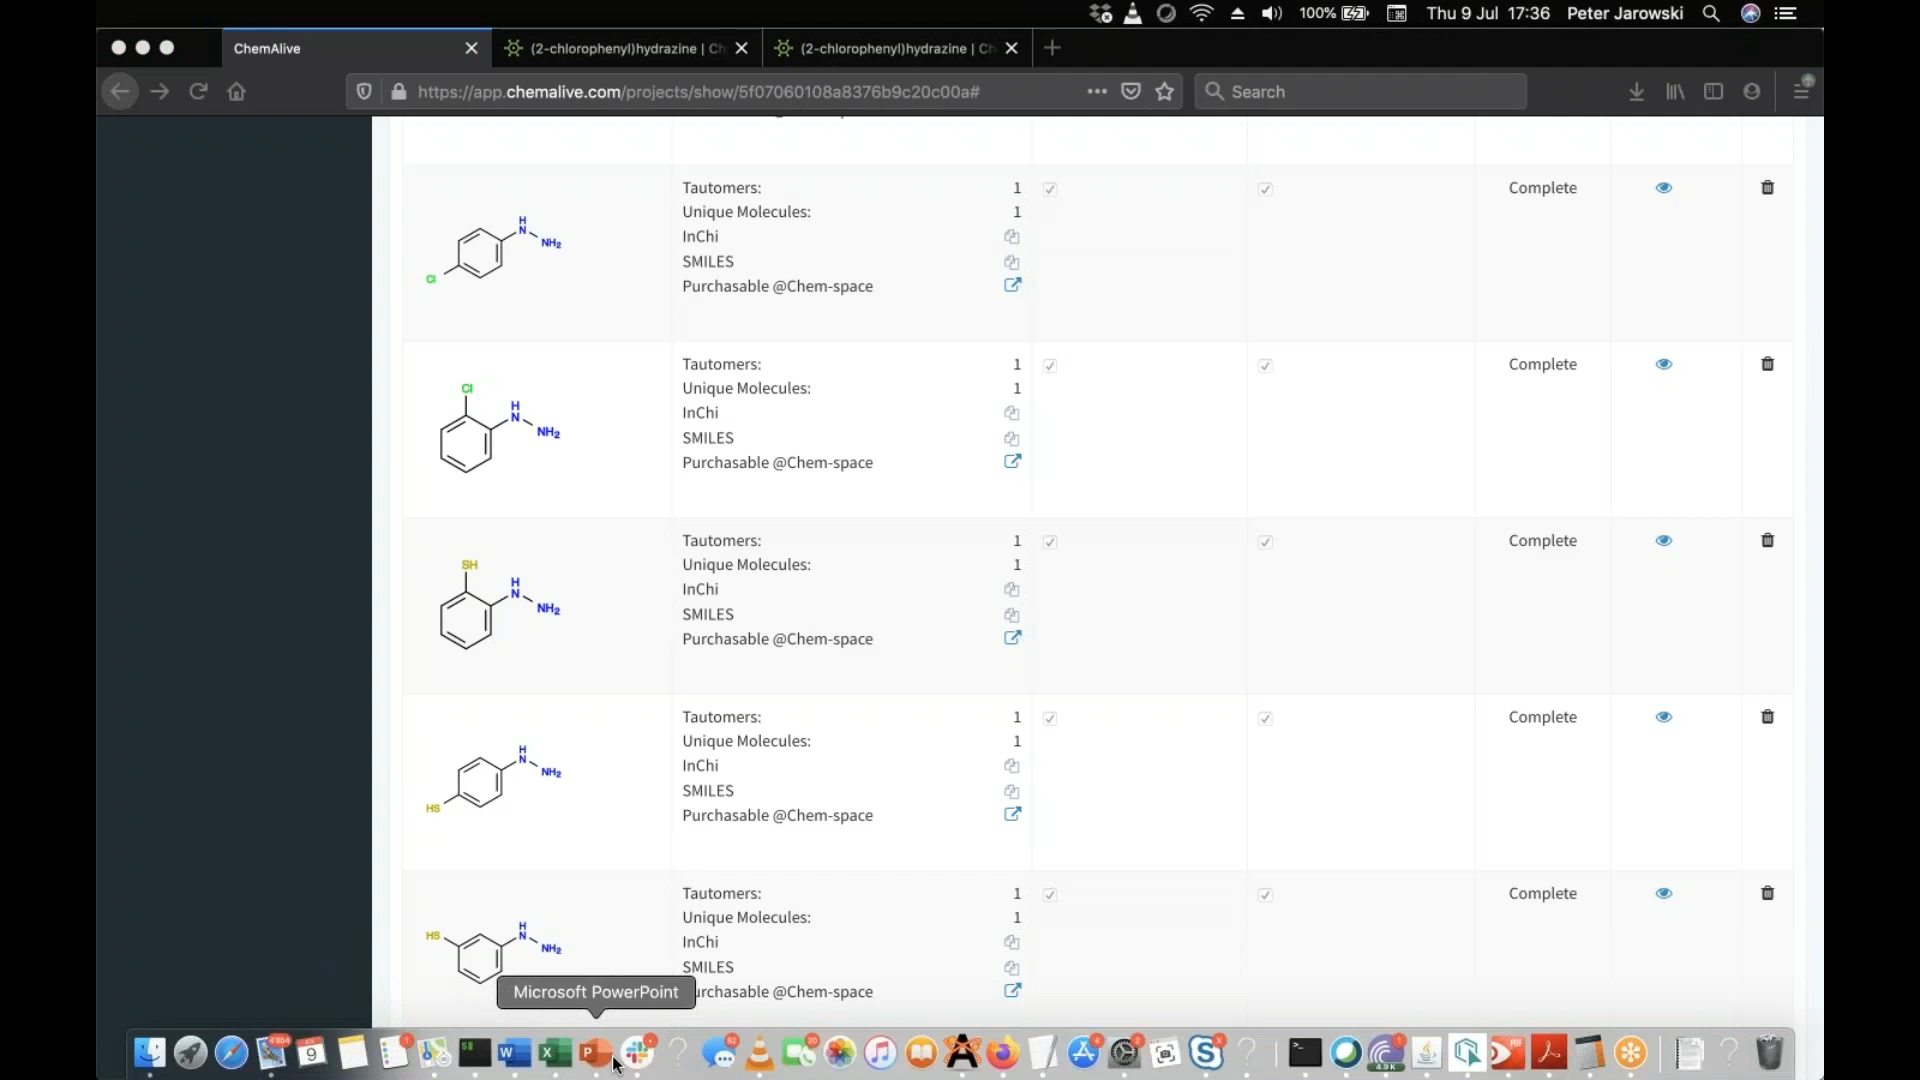 100% Thu 9 Jul 17:36 Peter Jarowski
ChemAlive
(2-chlorophenyl)hydrazine | Ch
(2-chlorophenyl)hydrazine | Ch
https://app.chemalive.com/projects/show/5f07060108a8376b9c20c00a#
Search
Tautomers: 1
Unique Molecules: 1
InChi
SMILES
Purchasable @Chem-space
Complete
H
N
NH2
Cl
Tautomers: 1
Unique Molecules: 1
InChi
SMILES
Purchasable @Chem-space
Complete
Cl
H
N
NH2
Tautomers: 1
Unique Molecules: 1
InChi
SMILES
Purchasable @Chem-space
Complete
SH
H
N
NH2
Tautomers: 1
Unique Molecules: 1
InChi
SMILES
Purchasable @Chem-space
Complete
H
N
NH2
HS
Tautomers: 1
Unique Molecules: 1
InChi
SMILES
urchasable @Chem-space
Complete
HS
H
N
NH2
Microsoft PowerPoint